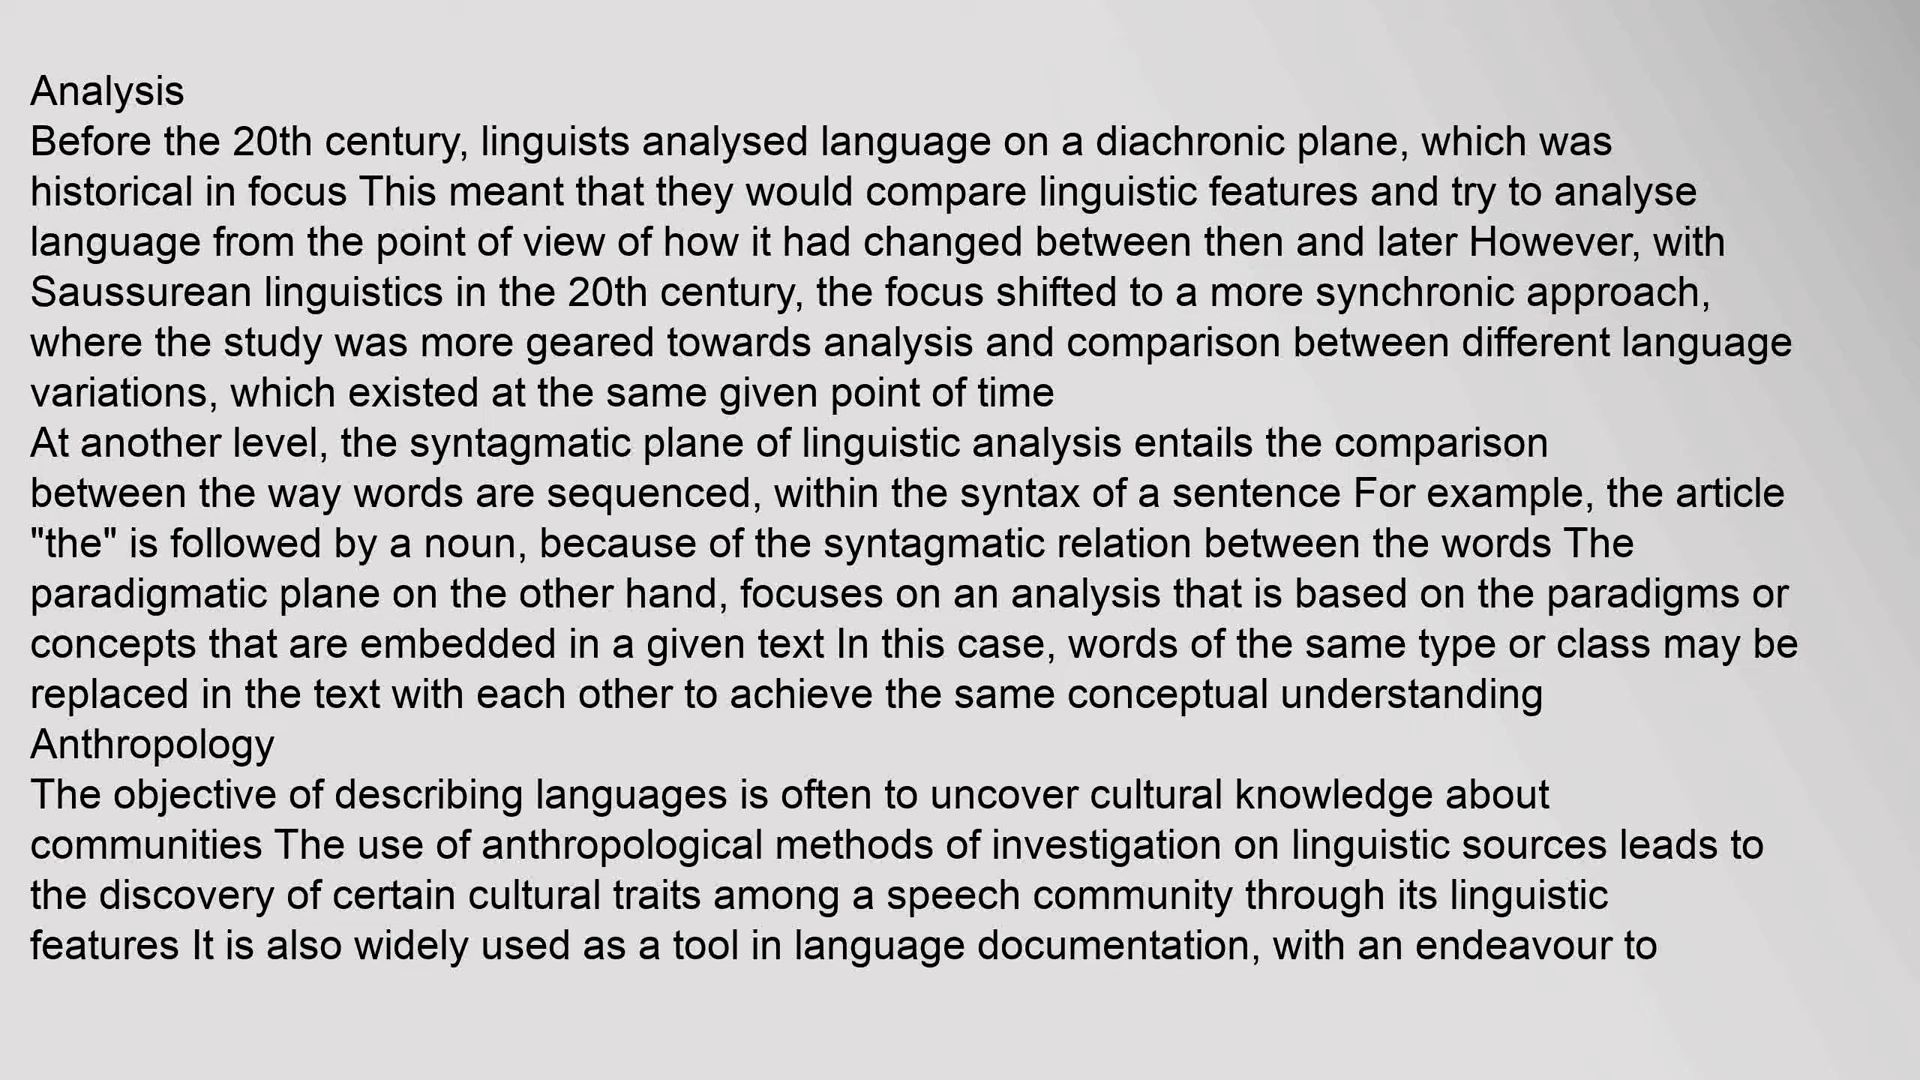 Analysis
Before the 20th century, linguists analysed language on a diachronic plane, which was
historical in focus This meant that they would compare linguistic features and try to analyse
language from the point of view of how it had changed between then and later However, with
Saussurean linguistics in the 20th century, the focus shifted to a more synchronic approach,
where the study was more geared towards analysis and comparison between different language
variations, which existed at the same given point of time
At another level, the syntagmatic plane of linguistic analysis entails the comparison
between the way words are sequenced, within the syntax of a sentence For example, the article
"the" is followed by a noun, because of the syntagmatic relation between the words The
paradigmatic plane on the other hand, focuses on an analysis that is based on the paradigms or
concepts that are embedded in a given text In this case, words of the same type or class may be
replaced in the text with each other to achieve the same conceptual understanding
Anthropology
The objective of describing languages is often to uncover cultural knowledge about
communities The use of anthropological methods of investigation on linguistic sources leads to
the discovery of certain cultural traits among a speech community through its linguistic
features It is also widely used as a tool in language documentation, with an endeavour to